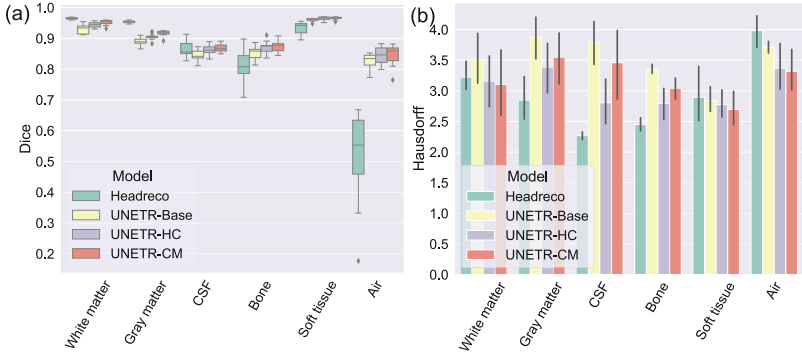 (a)
1.0
0.9
0.8
0.7
0.6
0.5
0.4
0.3
0.2
Dice
Model
Headreco
UNETR-Base
UNETR-HC
UNETR-CM
White matter
Gray matter
CSF
Bone
Soft tissue
Air
(b)
4.0
3.5
3.0
2.5
2.0
1.5
1.0
0.5
0.0
Hausdorff
Model
Headreco
UNETR-Base
UNETR-HC
UNETR-CM
White matter
Gray matter
CSF
Bone
Soft tissue
Air